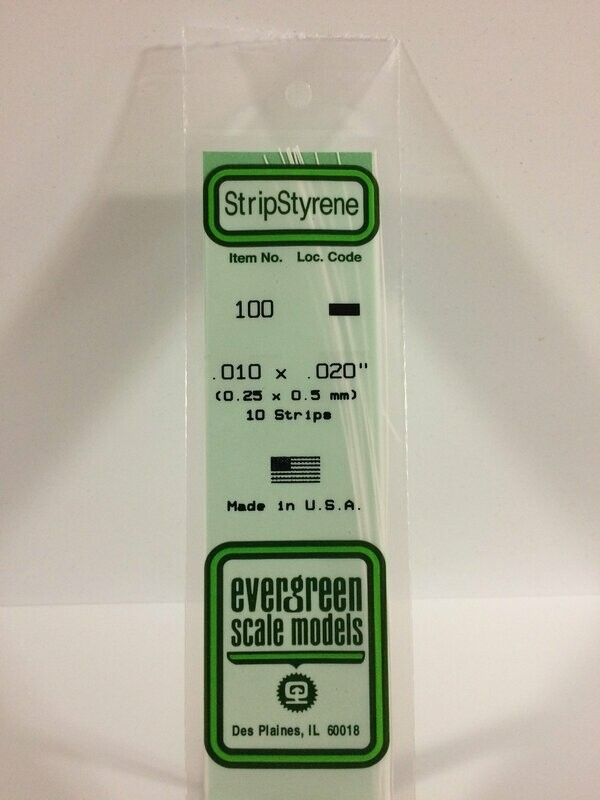 StripStyrene
Item No. Loc. Code
100
.010 x .020"
(0.25 x 0.5 mm)
10 Strips
Made in U.S.A.
evergreen
scale models
Des Plaines, IL 60018